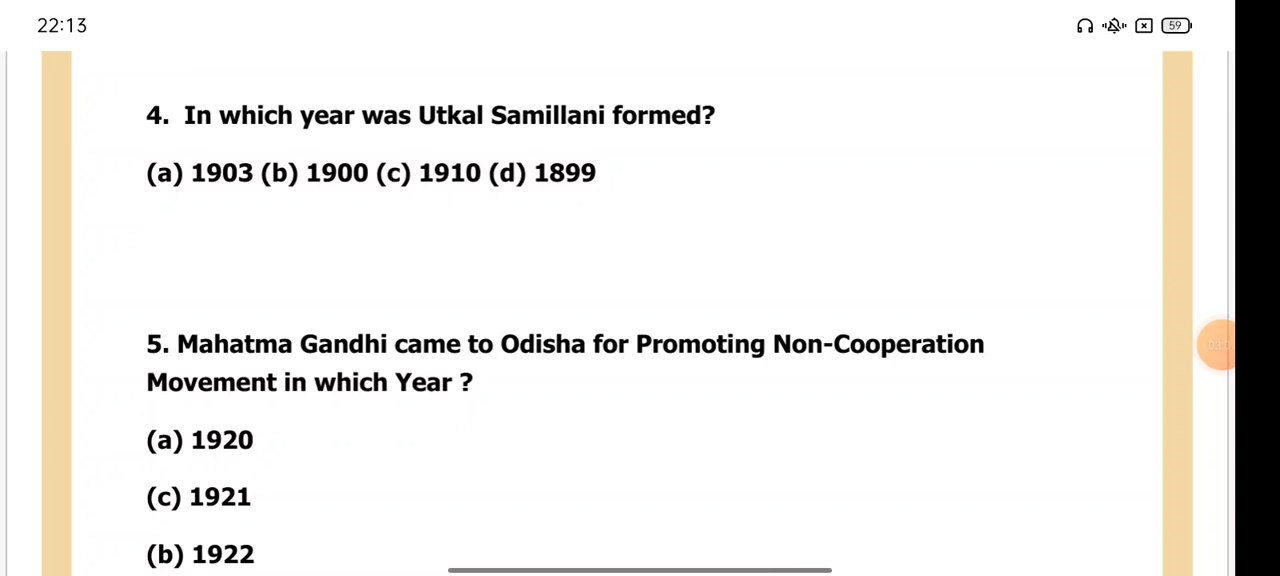 22:13
59
4. In which year was Utkal Samillani formed?
(a) 1903 (b) 1900 (c) 1910 (d) 1899
5. Mahatma Gandhi came to Odisha for Promoting Non-Cooperation
Movement in which Year ?
(a) 1920
(c) 1921
(b) 1922